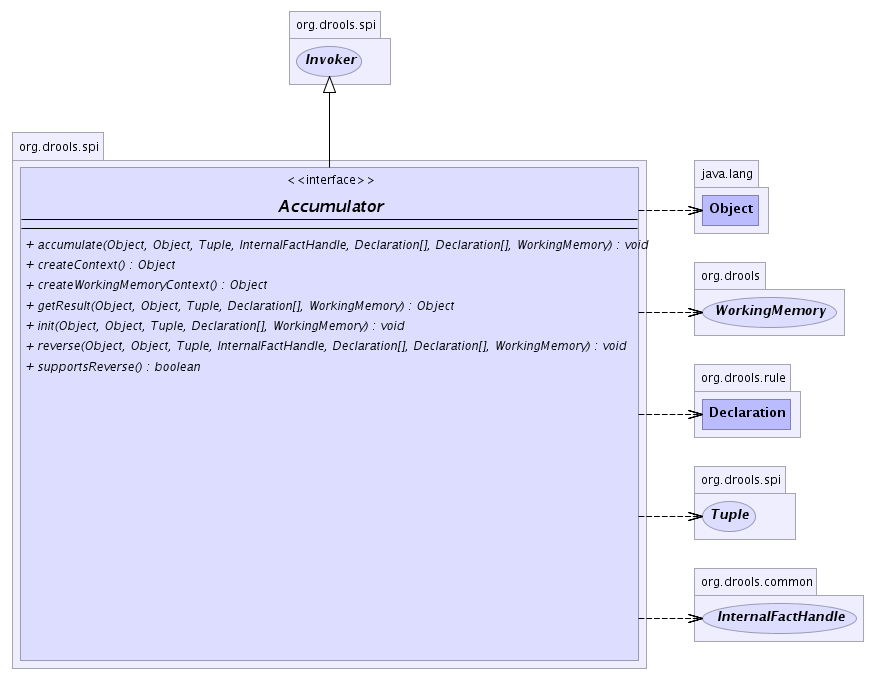 org.drools.spi
Invoker
org.drools.spi
<<interface>>
Accumulator
+ accumulate(Object, Object, Tuple, InternalFactHandle, Declaration[], Declaration[], WorkingMemory) : void
+ createContext() : Object
+ createWorkingMemoryContext() : Object
+ getResult(Object, Object, Tuple, Declaration[], WorkingMemory) : Object
+ init(Object, Object, Tuple, Declaration[], WorkingMemory) : void
+ reverse(Object, Object, Tuple, InternalFactHandle, Declaration[], Declaration[], WorkingMemory) : void
+ supportsReverse() : boolean
java.lang
Object
org.drools
WorkingMemory
org.drools.rule
Declaration
org.drools.spi
Tuple
org.drools.common
InternalFactHandle